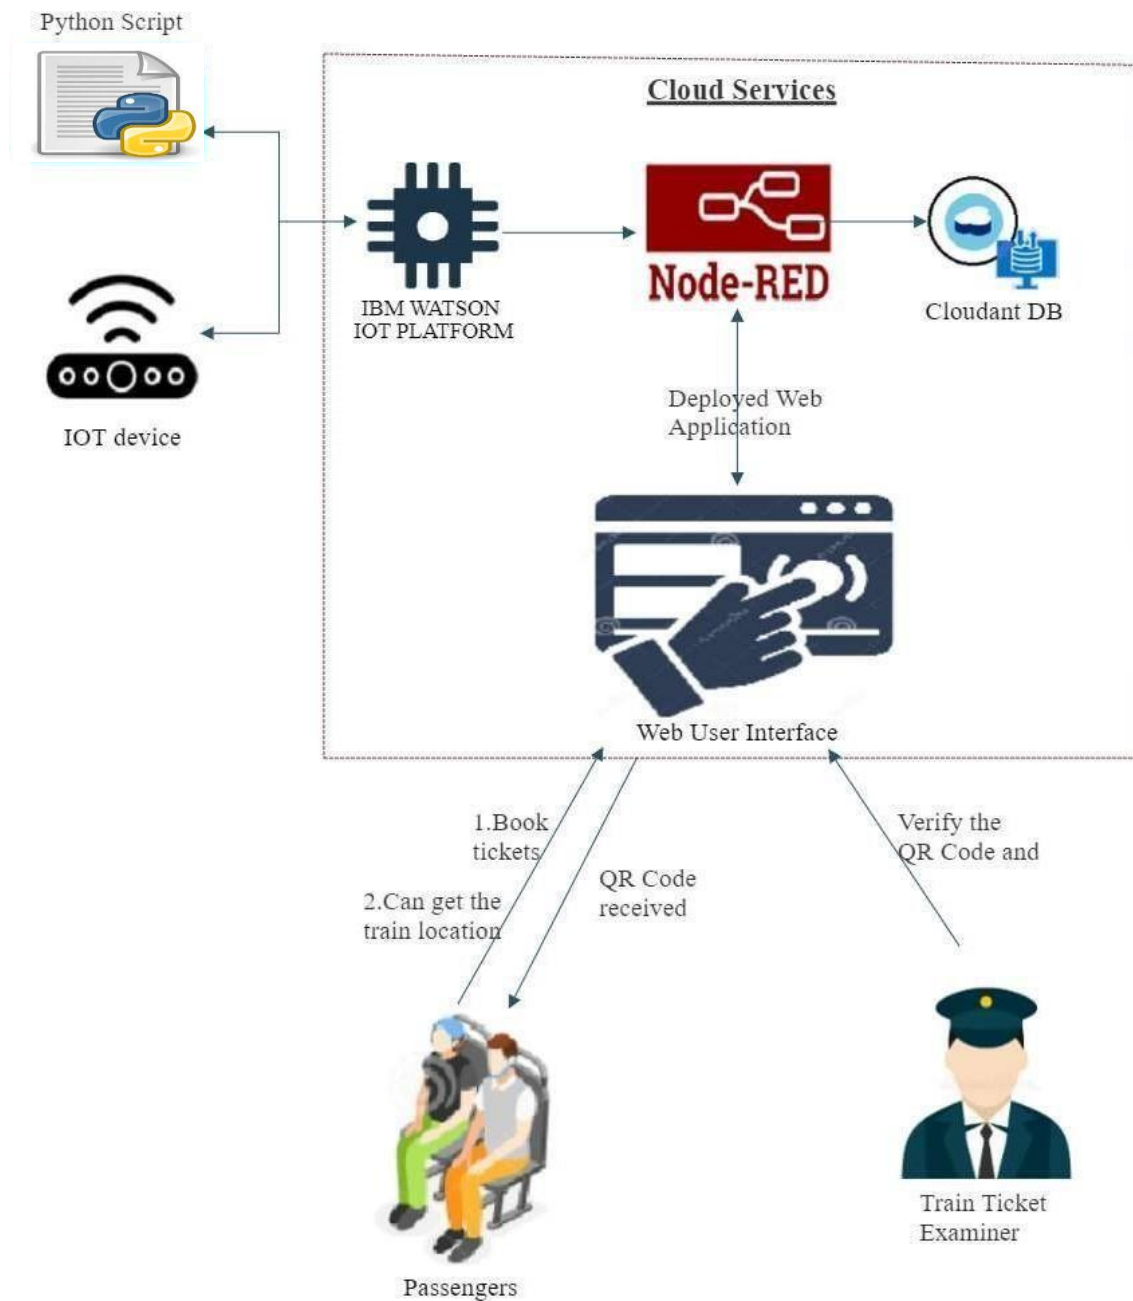 Python Script
Cloud Services
IBM WATSON
IOT PLATFORM
Node-RED
Cloudant DB
IOT device
Deployed Web
Application
Web User Interface
1.Book
tickets
2.Can get the
train location
QR Code
received
Verify the
QR Code and
Train Ticket
Examiner
Passengers